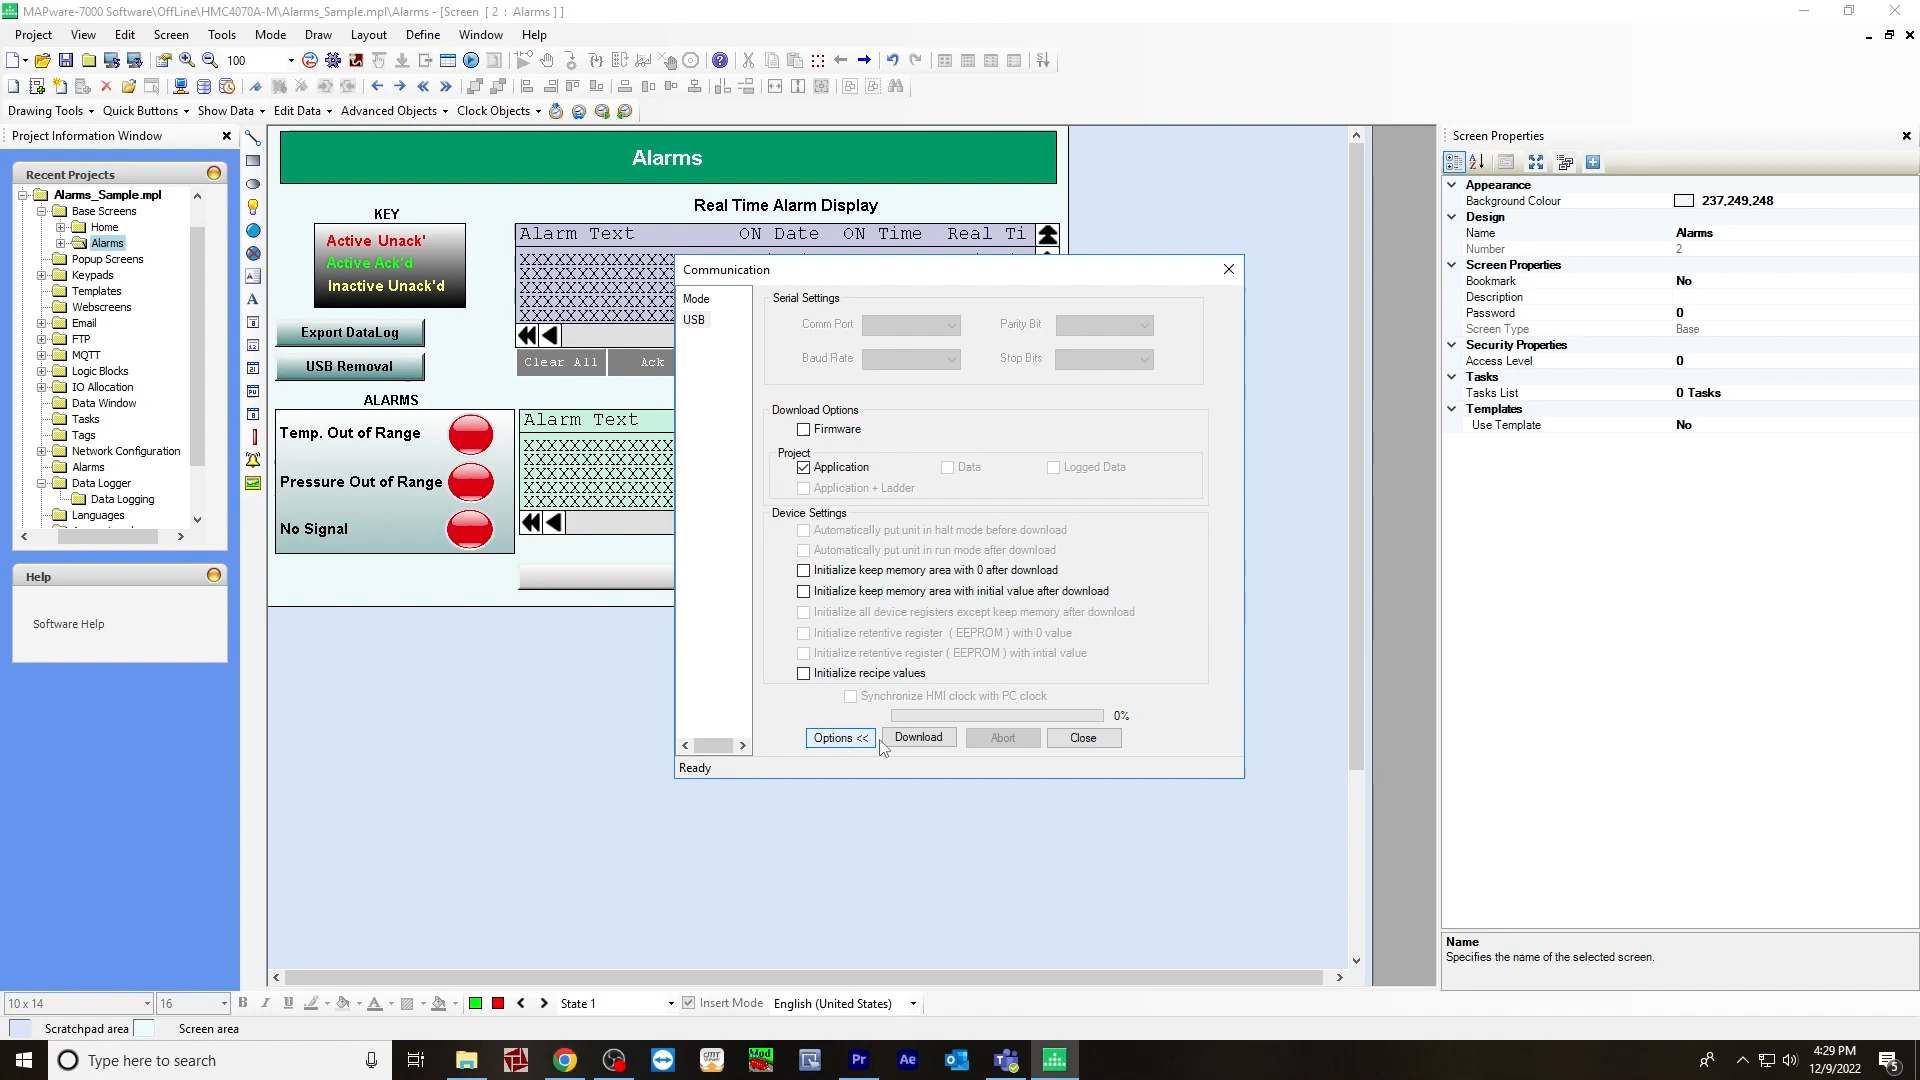 MAPware-7000 Software\OffLine\HMC4070A-M\Alarms_Sample.mpl\Alarms - [Screen [ 2 : Alarms ] ]
Project View Edit Screen Tools Mode Draw Layout Define Window Help
100
Drawing Tools Quick Buttons Show Data Edit Data Advanced Objects Clock Objects
Project Information Window
Recent Projects
Alarms_Sample.mpl
Base Screens
Home
Alarms
Popup Screens
Keypads
Templates
Webscreens
Email
FTP
MQTT
Logic Blocks
IO Allocation
Data Window
Tasks
Tags
Network Configuration
Alarms
Data Logger
Data Logging
Languages
Help
Software Help
Alarms
KEY
Active Unack'
Active Ack'd
Inactive Unack'd
Export DataLog
USB Removal
ALARMS
Temp. Out of Range
Pressure Out of Range
No Signal
Real Time Alarm Display
Alarm Text ON Date ON Time Real Ti
XXXXXXXXXXXXX
XXXXXXXXXXXXX
XXXXXXXXXXXXX
XXXXXXXXXXXXX
XXXXXXXXXXXXX
Clear All Ack
Alarm Text
XXXXXXXXXXXXX
XXXXXXXXXXXXX
XXXXXXXXXXXXX
XXXXXXXXXXXXX
XXXXXXXXXXXXX
Communication
Mode
USB
Serial Settings
Comm Port Parity Bit
Baud Rate Stop Bits
Download Options
Firmware
Project
Application Data Logged Data
Application + Ladder
Device Settings
Automatically put unit in halt mode before download
Automatically put unit in run mode after download
Initialize keep memory area with 0 after download
Initialize keep memory area with initial value after download
Initialize all device registers except keep memory after download
Initialize retentive register ( EEPROM ) with 0 value
Initialize retentive register ( EEPROM ) with intial value
Initialize recipe values
Synchronize HMI clock with PC clock
0%
Options << Download Abort Close
Ready
Screen Properties
Appearance
Background Colour 237,249,248
Design
Name Alarms
Number 2
Screen Properties
Bookmark No
Description
Password 0
Screen Type Base
Security Properties
Access Level 0
Tasks
Tasks List 0 Tasks
Templates
Use Template No
Name
Specifies the name of the selected screen.
10 x 14 16 B I U A State 1 Insert Mode English (United States)
Scratchpad area Screen area
Type here to search
Pr Ae
4:29 PM
12/9/2022
5